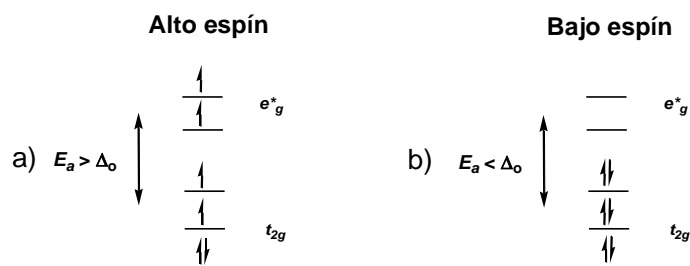 Alto espín
Bajo espín
e*g
e*g
a) Ea > Δo
b) Ea < Δo
t2g
t2g